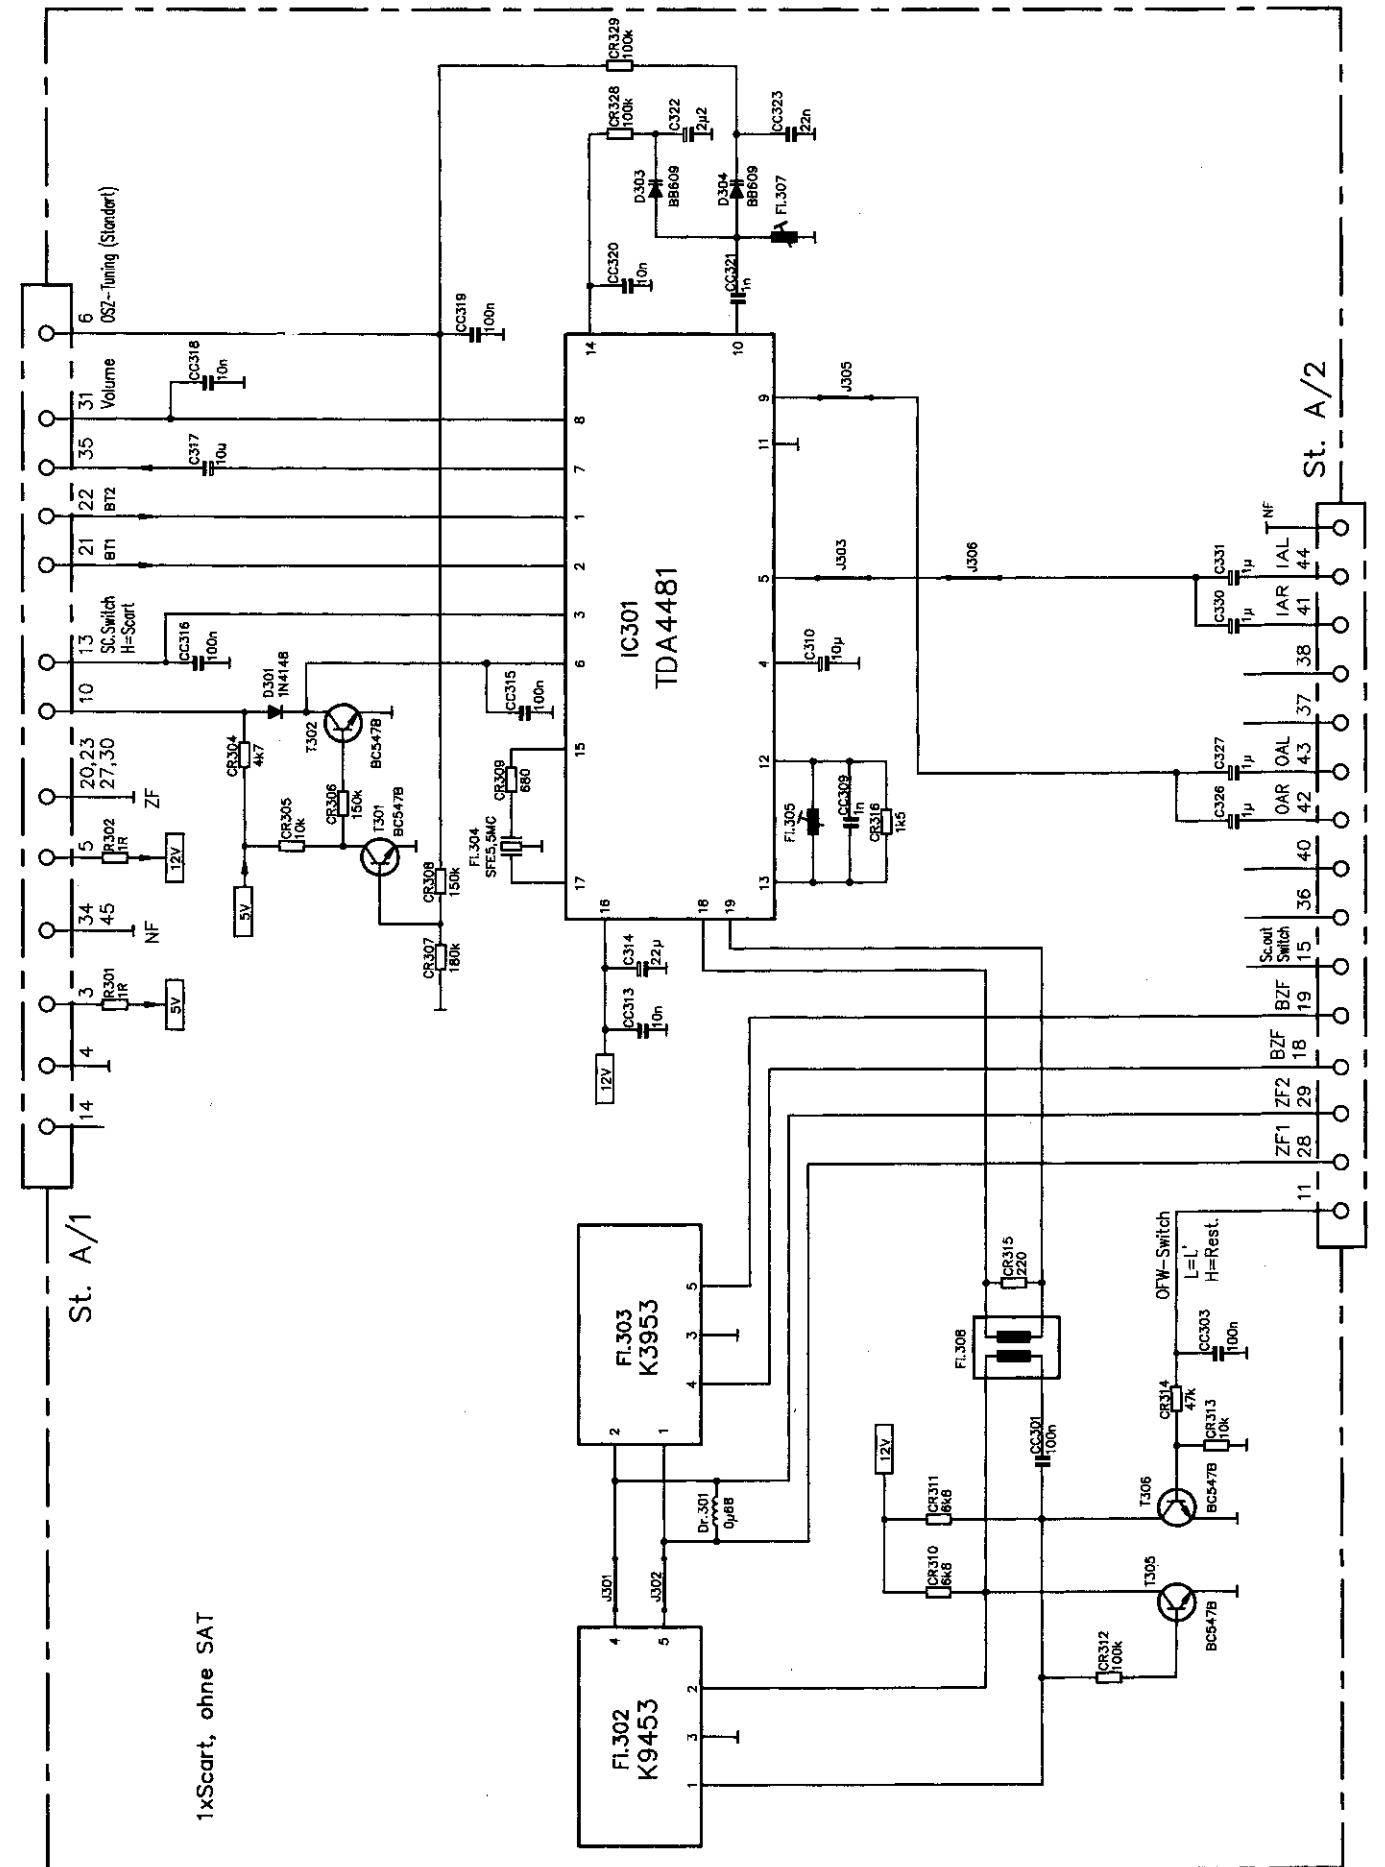 CR329
100k
CR328
100k
C322
2µ2
CC323
22n
D303
BB609
D304
BB609
Fl.307
CC320
10n
CC321
1n
6
OSZ-Tuning (Standart)
CC319
100n
31
Volume
CC318
10n
35
C317
10u
22
BT2
21
BT1
13
SC.Switch
H=Scart
CC316
100n
10
D301
1N4148
T302
BC547B
CR304
4k7
CR305
10k
CR306
150k
T301
BC547B
20,23
27,30
ZF
5
R302
1R
12V
5V
34
45
NF
3
R301
1R
5V
4
14
St. A/1
CC315
100n
CR309
680
Fl.304
SFE5,5MC
CR308
150k
CR307
180k
14
10
8
7
1
2
3
6
15
17
16
18
19
13
12
4
5
11
9
IC301
TDA4481
C314
22µ
CC313
10n
12V
J305
J303
J306
C310
10µ
Fl.305
CC309
1n
CR316
1k5
St. A/2
NF
IAL
44
C331
1µ
IAR
41
C330
1µ
38
37
OAL
43
C327
1µ
OAR
42
C326
1µ
40
36
Sc.out
Switch
15
BZF
19
BZF
18
ZF2
29
ZF1
28
11
OFW-Switch
L=L'
H=Rest.
CR315
220
Fl.308
CC303
100n
CR314
47k
CR313
10k
CC301
100n
12V
CR311
6k8
CR310
6k8
T306
BC547B
T305
BC547B
CR312
100k
Fl.303
K3953
2
1
5
3
4
Dr.301
0µ68
J301
J302
Fl.302
K9453
4
5
2
3
1
1xScart, ohne SAT